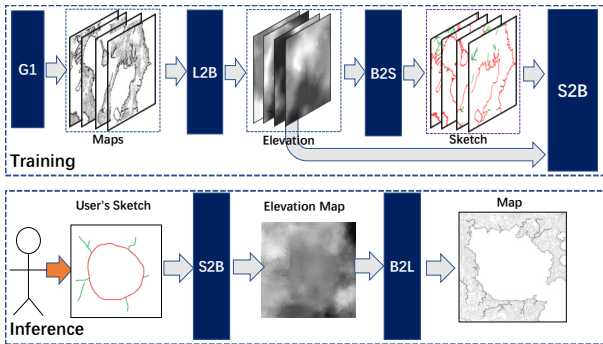 G1
Maps
L2B
Elevation
B2S
Sketch
S2B
Training
User's Sketch
S2B
Elevation Map
B2L
Map
Inference